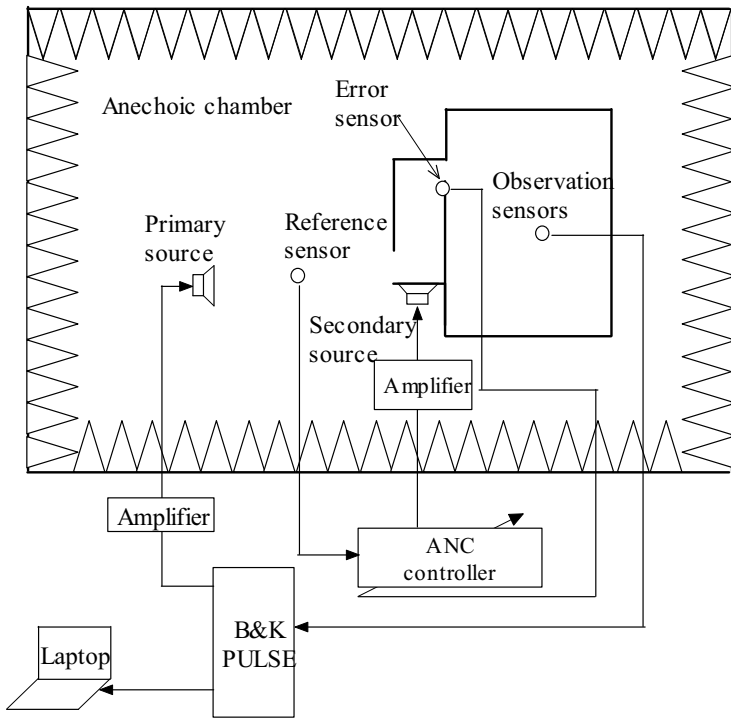 Anechoic chamber
Error
sensor
Observation
sensors
Primary
source
Reference
sensor
Secondary
source
Amplifier
Amplifier
ANC
controller
B&K
PULSE
Laptop